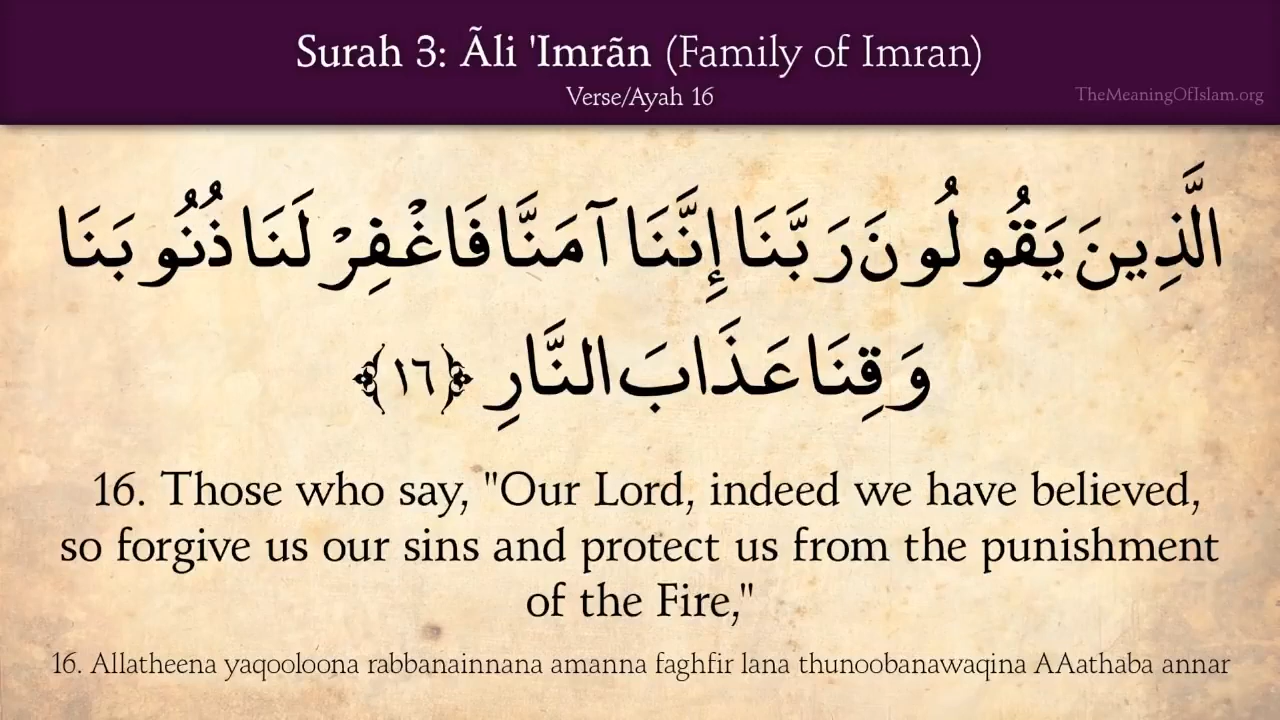 Surah 3: Ãli 'Imrãn (Family of Imran)
Verse/Ayah 16
TheMeaningOfIslam.org
الَّذِينَ يَقُولُونَ رَبَّنَا إِنَّنَا آمَنَّا فَاغْفِرْ لَنَا ذُنُوبَنَا
وَقِنَا عَذَابَ النَّارِ ﴿١٦﴾
16. Those who say, "Our Lord, indeed we have believed,
so forgive us our sins and protect us from the punishment
of the Fire,"
16. Allatheena yaqooloona rabbanainnana amanna faghfir lana thunoobanawaqina AAathaba annar